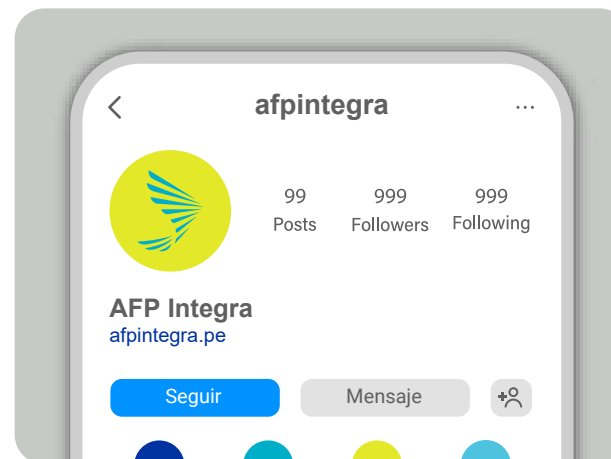 afpintegra
99 999 999
Posts Followers Following
AFP Integra
afpintegra.pe
Seguir Mensaje